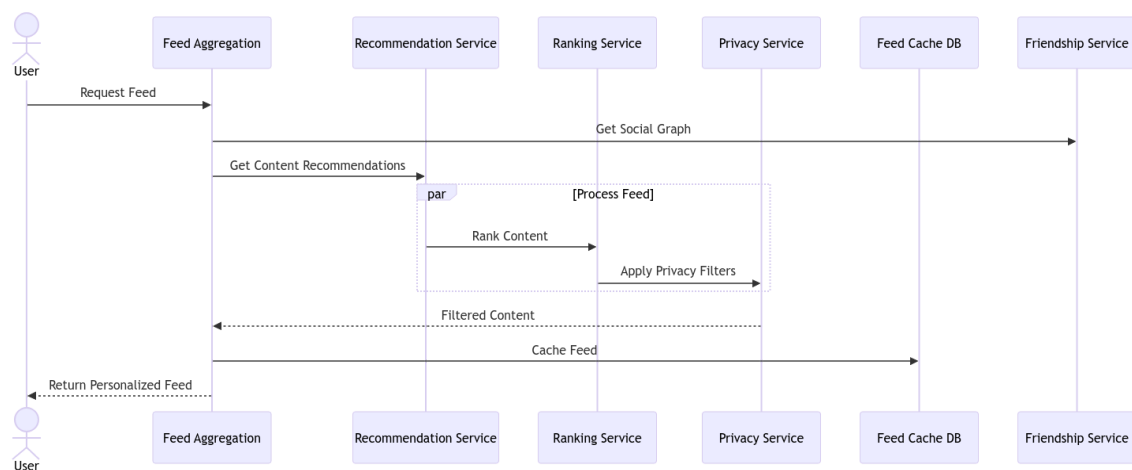 User
Feed Aggregation
Recommendation Service
Ranking Service
Privacy Service
Feed Cache DB
Friendship Service
Request Feed
Get Social Graph
Get Content Recommendations
par
[Process Feed]
Rank Content
Apply Privacy Filters
Filtered Content
Cache Feed
Return Personalized Feed
User
Feed Aggregation
Recommendation Service
Ranking Service
Privacy Service
Feed Cache DB
Friendship Service